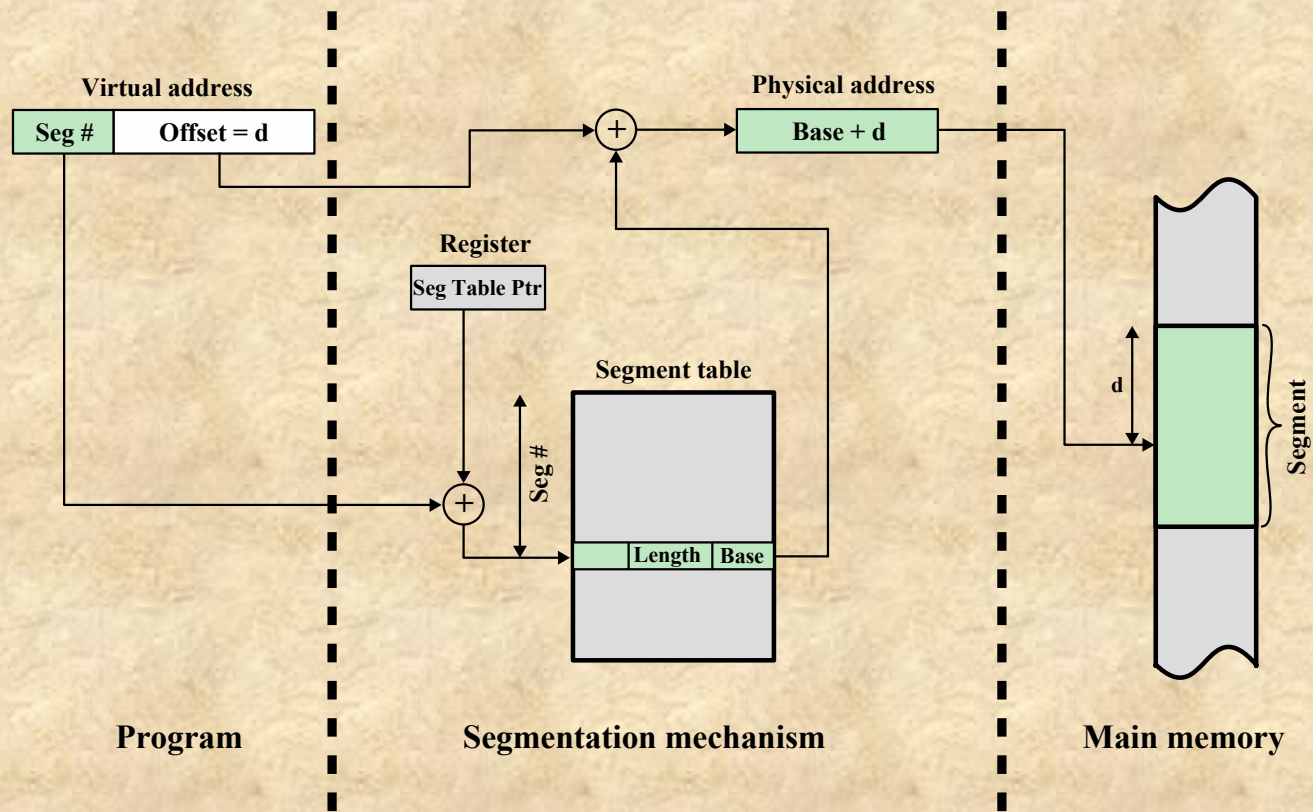 Virtual address
Seg #
Offset = d
Physical address
Base + d
+
Register
Seg Table Ptr
Segment table
Seg #
+
Length
Base
d
Segment
Program
Segmentation mechanism
Main memory